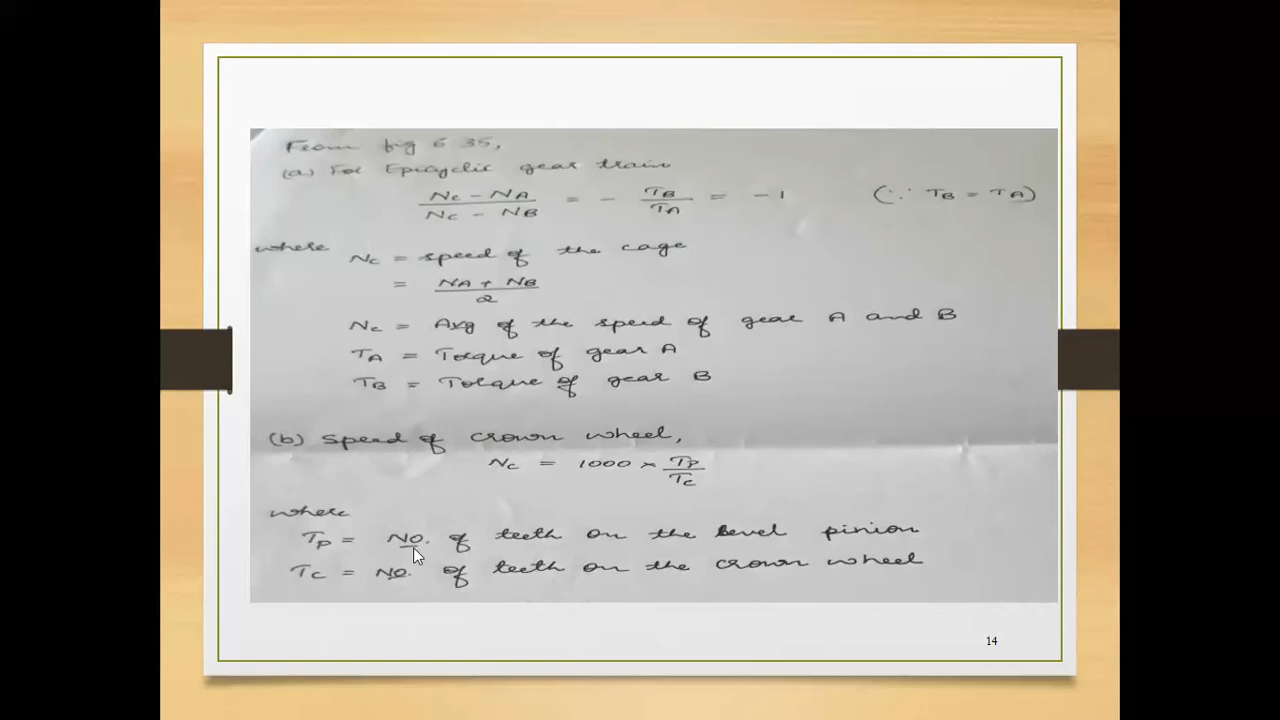 From fig 6.35,
(a) For Epicyclic gear train
(Nc - NA) / (Nc - NB) = - TB / TA = -1 (∵ TB = TA)
where Nc = speed of the cage
= (NA + NB) / 2
Nc = Avg of the speed of gear A and B
TA = Torque of gear A
TB = Torque of gear B
(b) Speed of crown wheel,
Nc = 1000 × Tp / Tc
where
Tp = No. of teeth on the bevel pinion
Tc = No. of teeth on the crown wheel
14